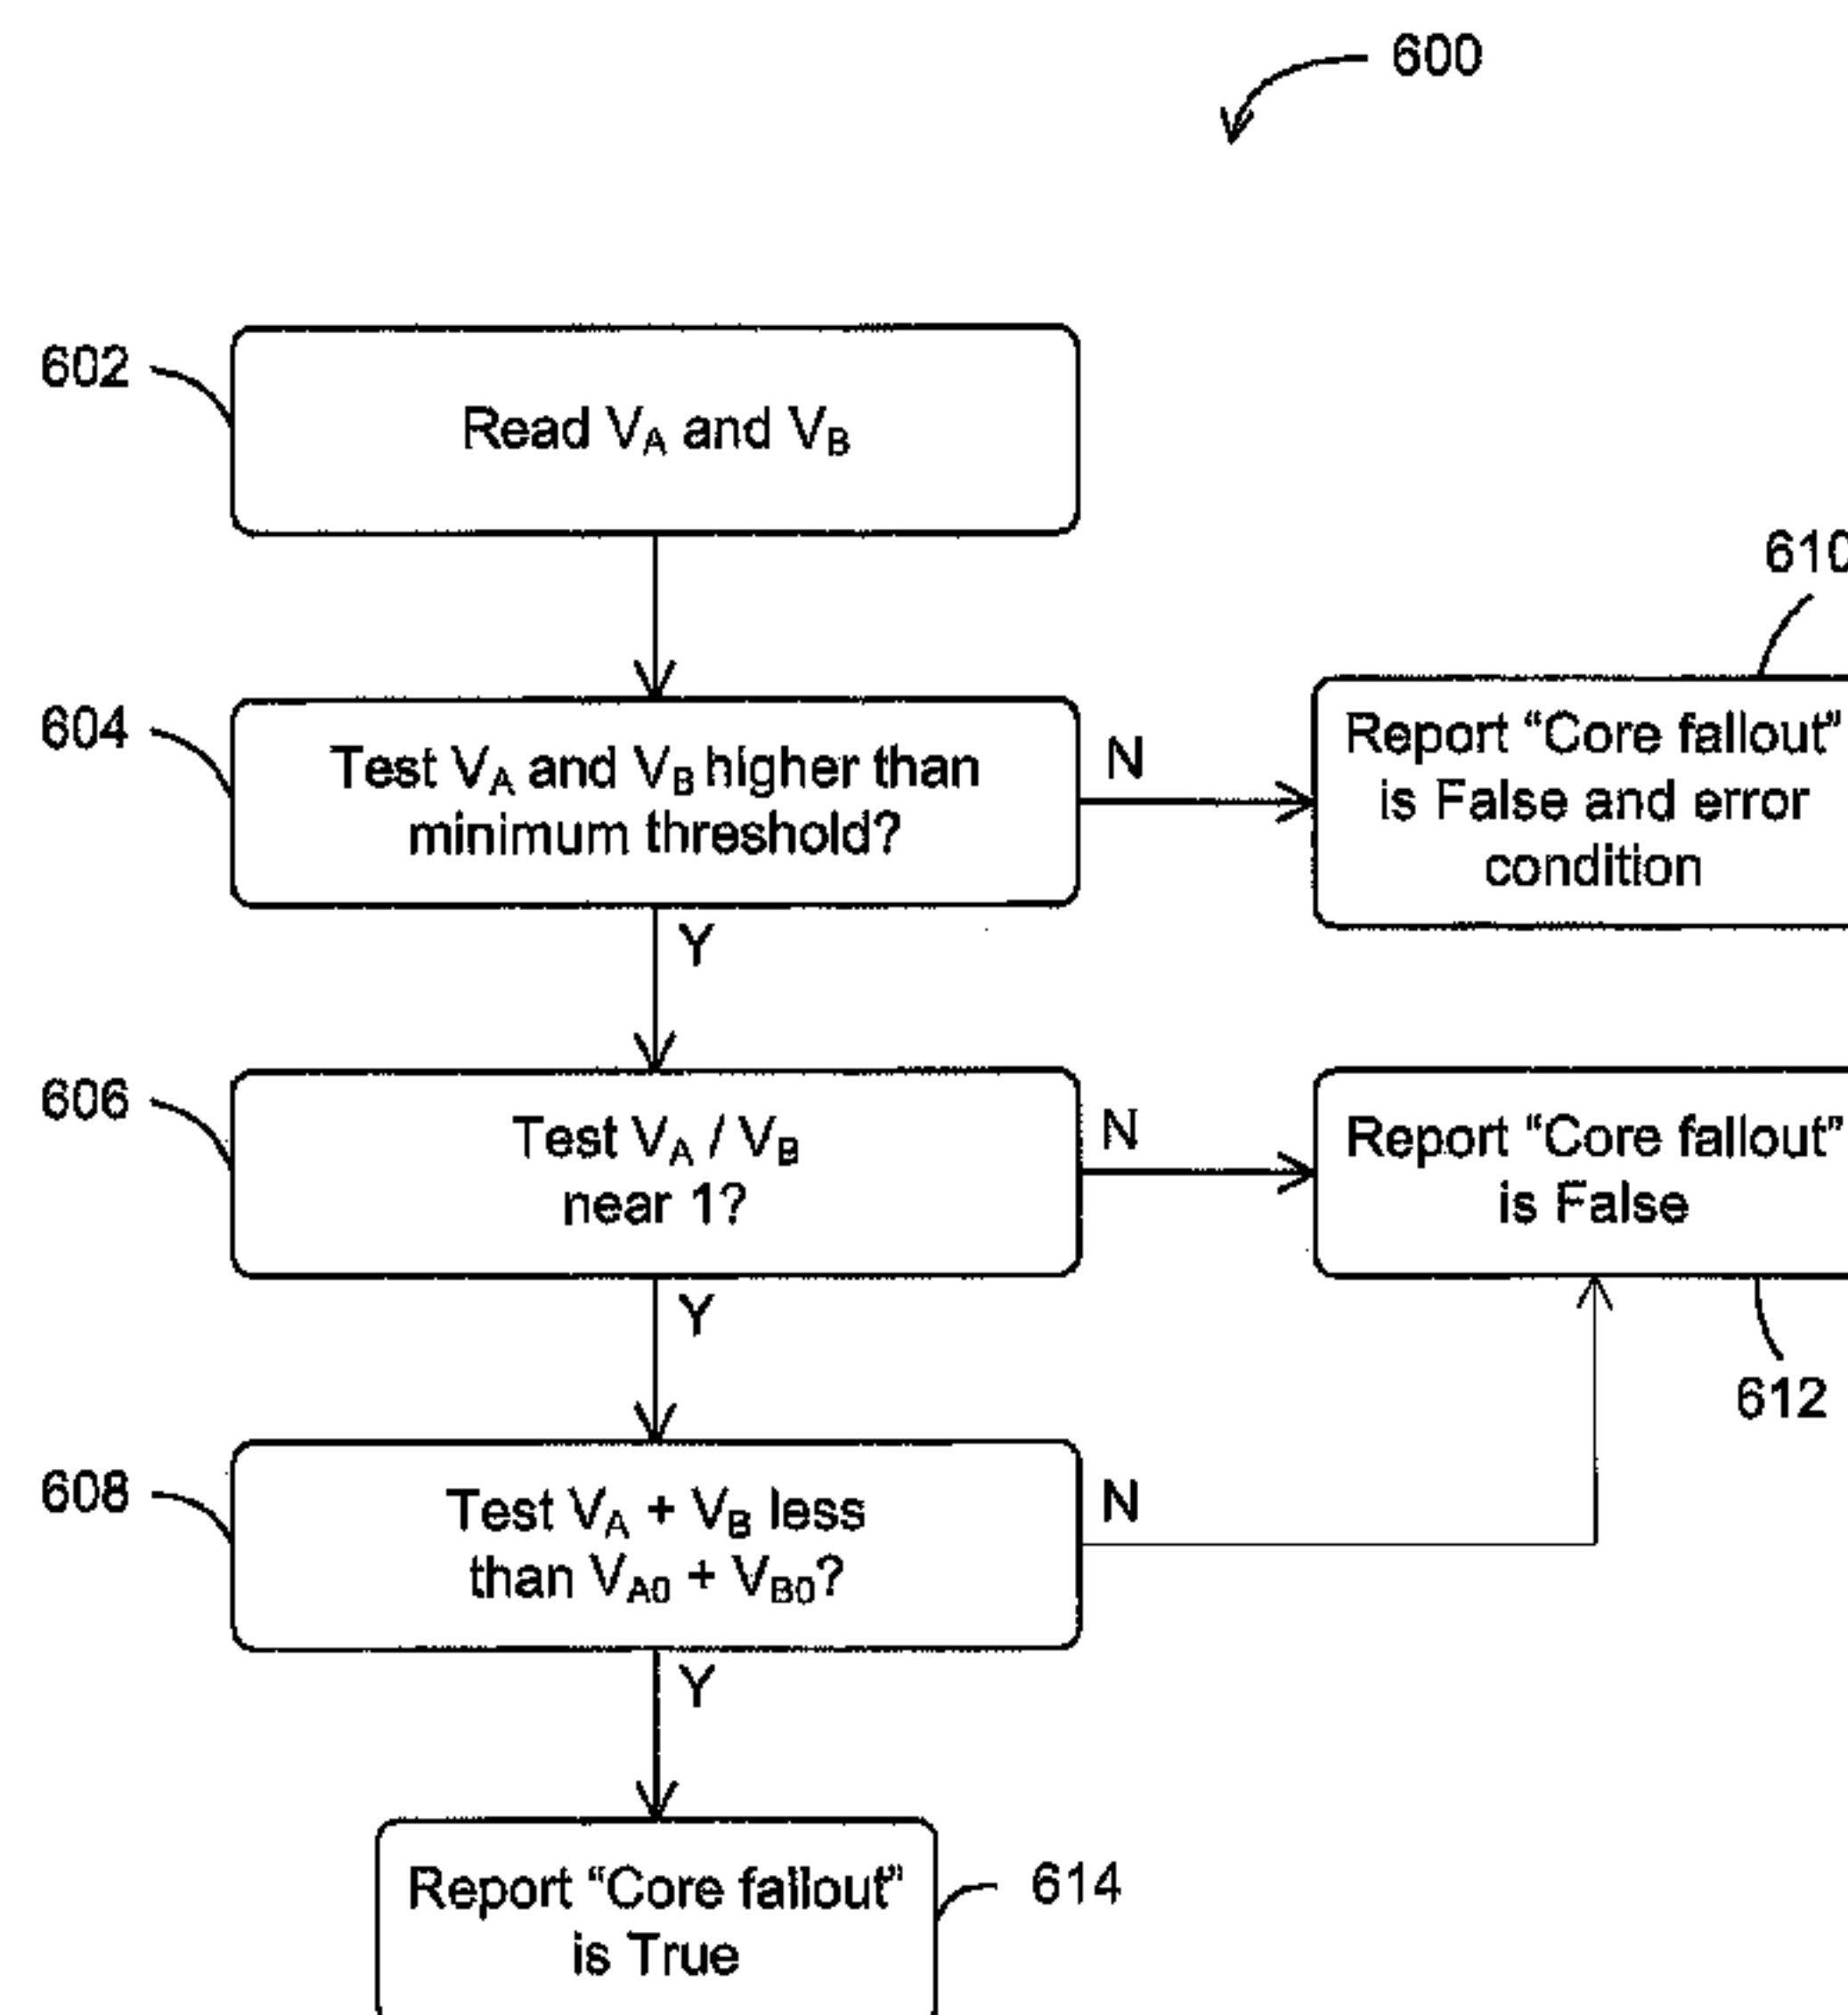 600
602
Read VA and VB
610
604
Test VA and VB higher than
minimum threshold?
N
Report “Core fallout”
is False and error
condition
Y
606
Test VA / VB
near 1?
N
Report “Core fallout”
is False
Y
612
608
Test VA + VB less
than VA0 + VB0?
N
Y
Report “Core fallout”
is True
614